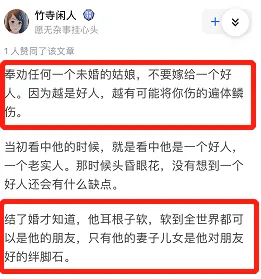 竹寺闲人
愿无杂事挂心头
1 人赞同了该文章
奉劝任何一个未婚的姑娘，不要嫁给一个好
人。因为越是好人，越有可能将你伤的遍体鳞
伤。
当初看中他的时候，就是看中他是一个好人，
一个老实人。那时候头昏眼花，没有想到一个
好人还会有什么缺点。
结了婚才知道，他耳根子软，软到全世界都可
以是他的朋友，只有他的妻子儿女是他对朋友
好的绊脚石。